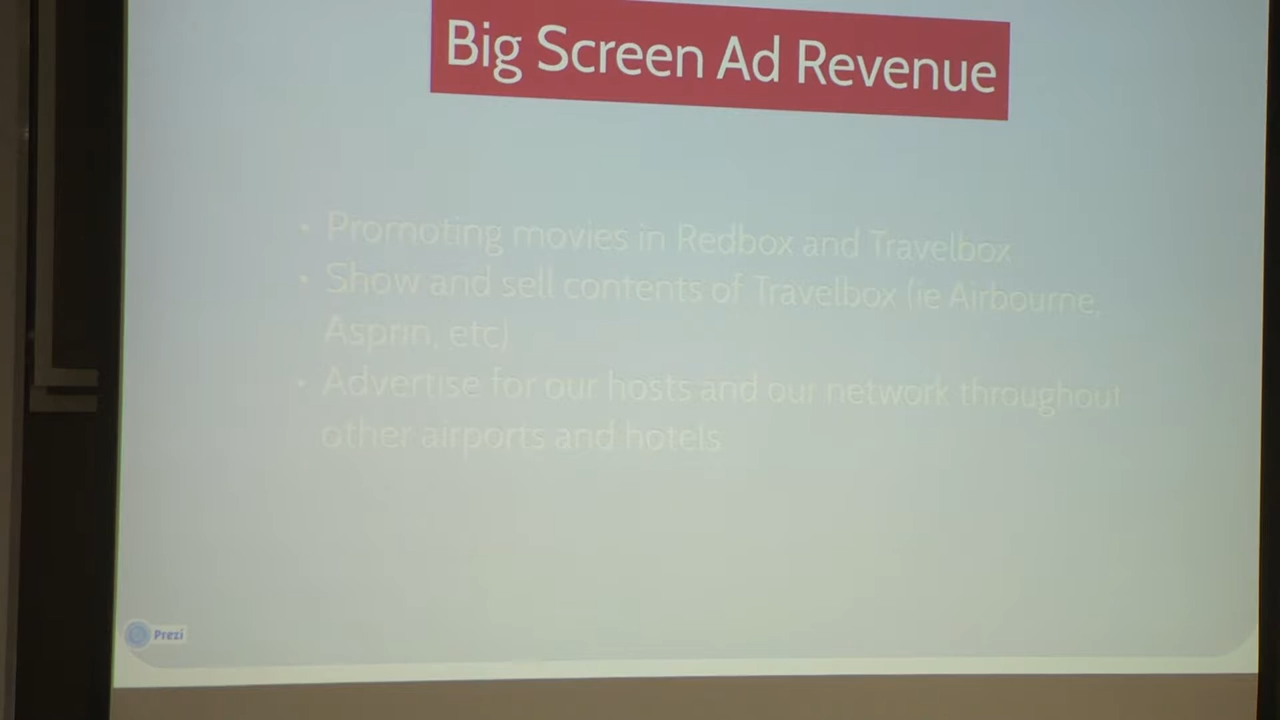 Big Screen Ad Revenue
• Promoting movies in Redbox and Travelbox
• Show and sell contents of Travelbox (ie Airbourne,
Asprin, etc)
• Advertise for our hosts and our network throughout
other airports and hotels
Prezi